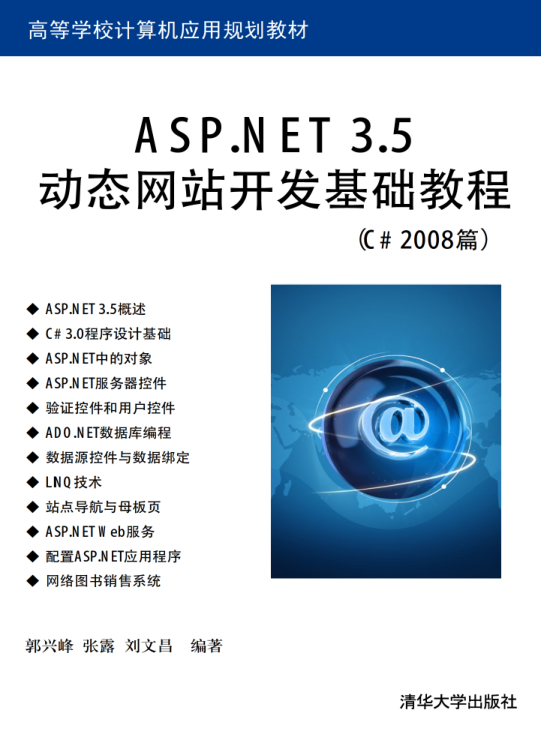 高等学校计算机应用规划教材
ASP.NET 3.5
动态网站开发基础教程
(C# 2008篇)
◆ ASP.NET 3.5概述
◆ C# 3.0程序设计基础
◆ ASP.NET中的对象
◆ ASP.NET服务器控件
◆ 验证控件和用户控件
◆ ADO.NET数据库编程
◆ 数据源控件与数据绑定
◆ LNQ技术
◆ 站点导航与母板页
◆ ASP.NET Web服务
◆ 配置ASP.NET应用程序
◆ 网络图书销售系统
@
郭兴峰 张露 刘文昌 编著
清华大学出版社